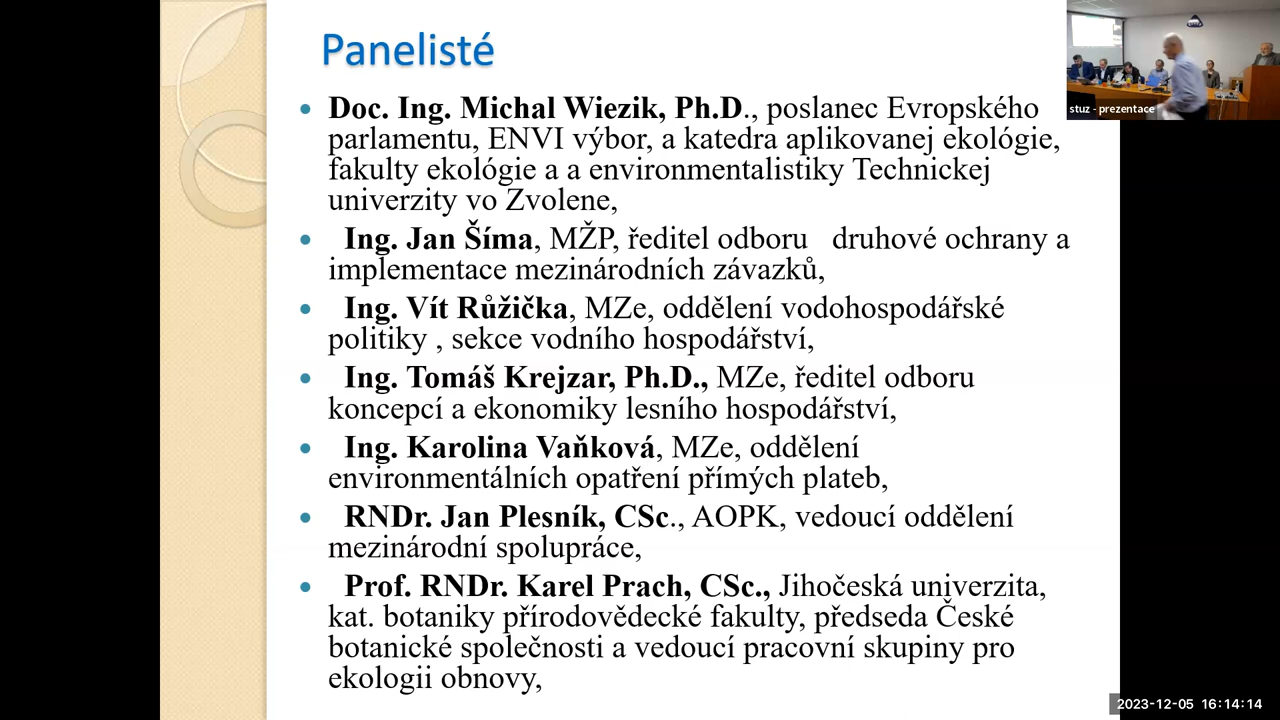 Panelisté
Doc. Ing. Michal Wiezik, Ph.D., poslanec Evropského
parlamentu, ENVI výbor, a katedra aplikovanej ekológie,
fakulty ekológie a a environmentalistiky Technickej
univerzity vo Zvolene,
Ing. Jan Šíma, MŽP, ředitel odboru druhové ochrany a
implementace mezinárodních závazků,
Ing. Vít Růžička, MZe, oddělení vodohospodářské
politiky , sekce vodního hospodářství,
Ing. Tomáš Krejzar, Ph.D., MZe, ředitel odboru
koncepcí a ekonomiky lesního hospodářství,
Ing. Karolina Vaňková, MZe, oddělení
environmentálních opatření přímých plateb,
RNDr. Jan Plesník, CSc., AOPK, vedoucí oddělení
mezinárodní spolupráce,
Prof. RNDr. Karel Prach, CSc., Jihočeská univerzita,
kat. botaniky přírodovědecké fakulty, předseda České
botanické společnosti a vedoucí pracovní skupiny pro
ekologii obnovy,
stuz - prezentace
2023-12-05 16:14:14